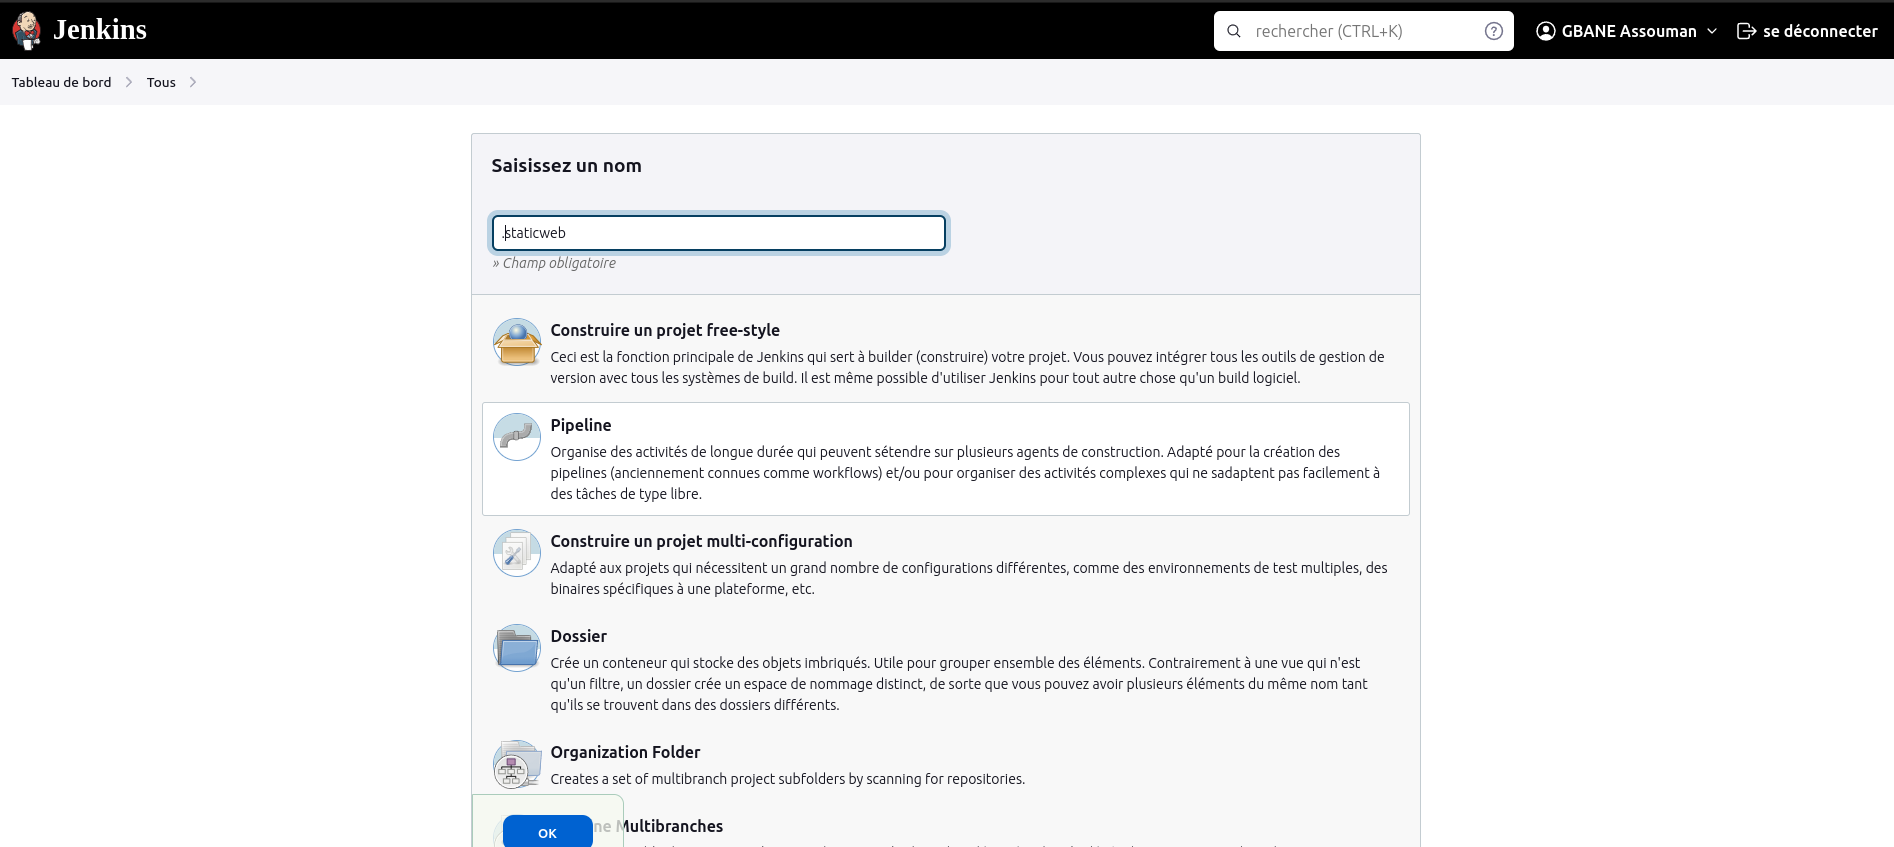 Jenkins
rechercher (CTRL+K)
GBANE Assouman
se déconnecter
Tableau de bord
Tous
Saisissez un nom
.staticweb
» Champ obligatoire
Construire un projet free-style
Ceci est la fonction principale de Jenkins qui sert à builder (construire) votre projet. Vous pouvez intégrer tous les outils de gestion de
version avec tous les systèmes de build. Il est même possible d'utiliser Jenkins pour tout autre chose qu'un build logiciel.
Pipeline
Organise des activités de longue durée qui peuvent sétendre sur plusieurs agents de construction. Adapté pour la création des
pipelines (anciennement connues comme workflows) et/ou pour organiser des activités complexes qui ne sadaptent pas facilement à
des tâches de type libre.
Construire un projet multi-configuration
Adapté aux projets qui nécessitent un grand nombre de configurations différentes, comme des environnements de test multiples, des
binaires spécifiques à une plateforme, etc.
Dossier
Crée un conteneur qui stocke des objets imbriqués. Utile pour grouper ensemble des éléments. Contrairement à une vue qui n'est
qu'un filtre, un dossier crée un espace de nommage distinct, de sorte que vous pouvez avoir plusieurs éléments du même nom tant
qu'ils se trouvent dans des dossiers différents.
Organization Folder
Creates a set of multibranch project subfolders by scanning for repositories.
OK
ne Multibranches